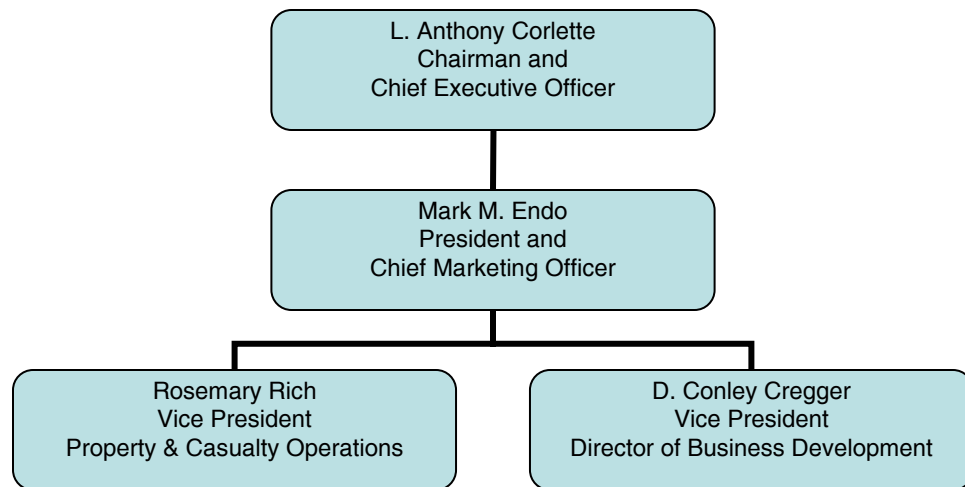 L. Anthony Corlette
Chairman and
Chief Executive Officer
Mark M. Endo
President and
Chief Marketing Officer
Rosemary Rich
Vice President
Property & Casualty Operations
D. Conley Cregger
Vice President
Director of Business Development